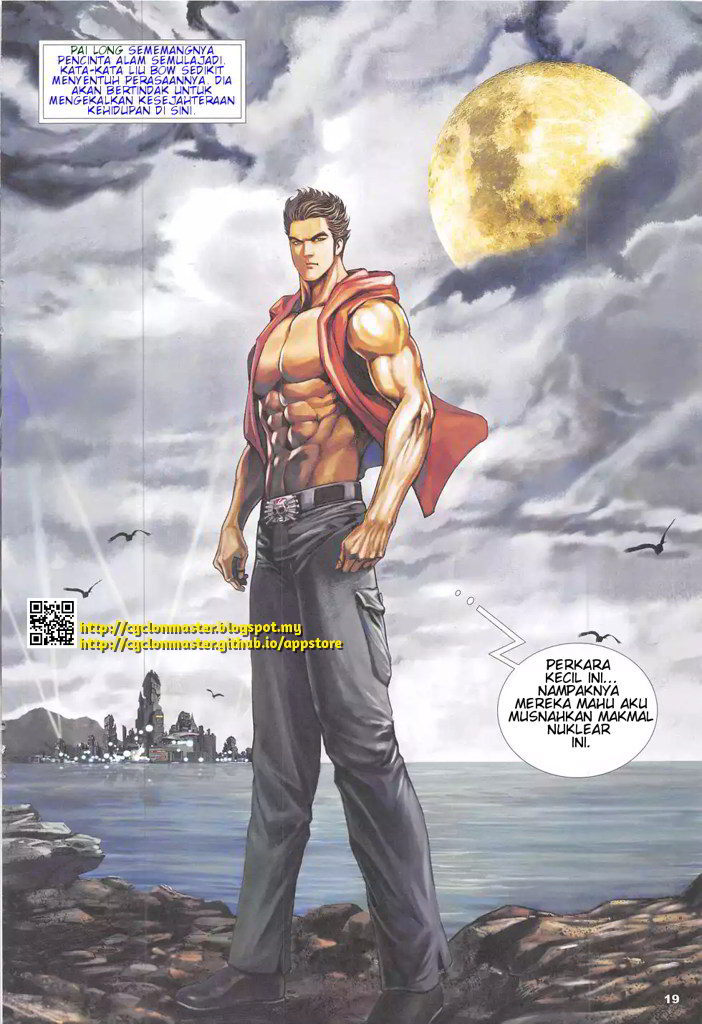 PAI LONG SEMEMANGNYA
PENCINTA ALAM SEMULAJADI.
KATA-KATA LIU BOW SEDIKIT
MENYENTUH PERASAANNYA. DIA
AKAN BERTINDAK UNTUK
MENGEKALKAN KESEJAHTERAAN
KEHIDUPAN DI SINI.
http://cyclonmaster.blogspot.my
http://cyclonmaster.github.io/appstore
PERKARA
KECIL INI...
NAMPAKNYA
MEREKA MAHU AKU
MUSNAHKAN MAKMAL
NUKLEAR
INI.
19